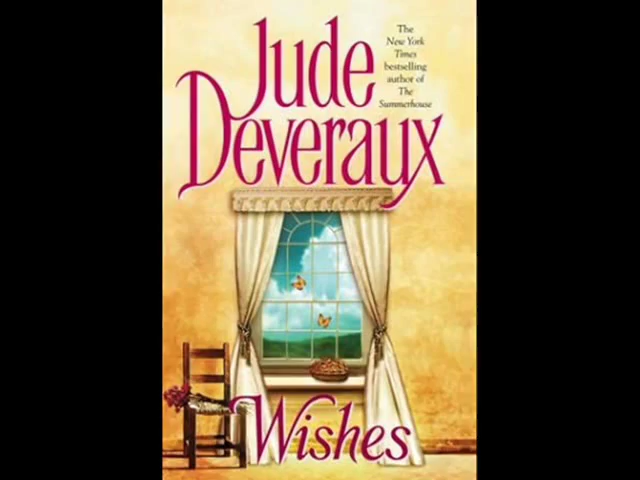 Jude
Deveraux
The
New York
Times
bestselling
author of
The
Summerhouse
Wishes